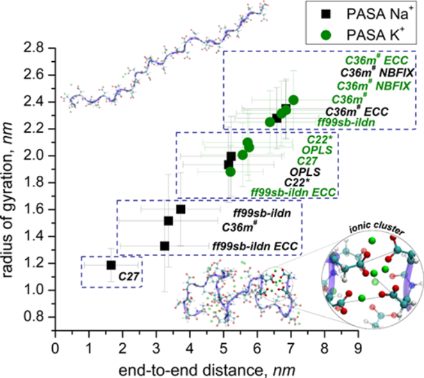 PASA Na+
PASA K+
C36m# ECC
C36m# NBFIX
C36m# NBFIX
C36m#
C36m# ECC
ff99sb-ildn
C22*
OPLS
C27
OPLS
C22*
ff99sb-ildn ECC
ff99sb-ildn
C36m#
ff99sb-ildn ECC
C27
ionic cluster
radius of gyration, nm
2.8
2.6
2.4
2.2
2.0
1.8
1.6
1.4
1.2
1.0
0.8
0 1 2 3 4 5 6 7 8 9
end-to-end distance, nm